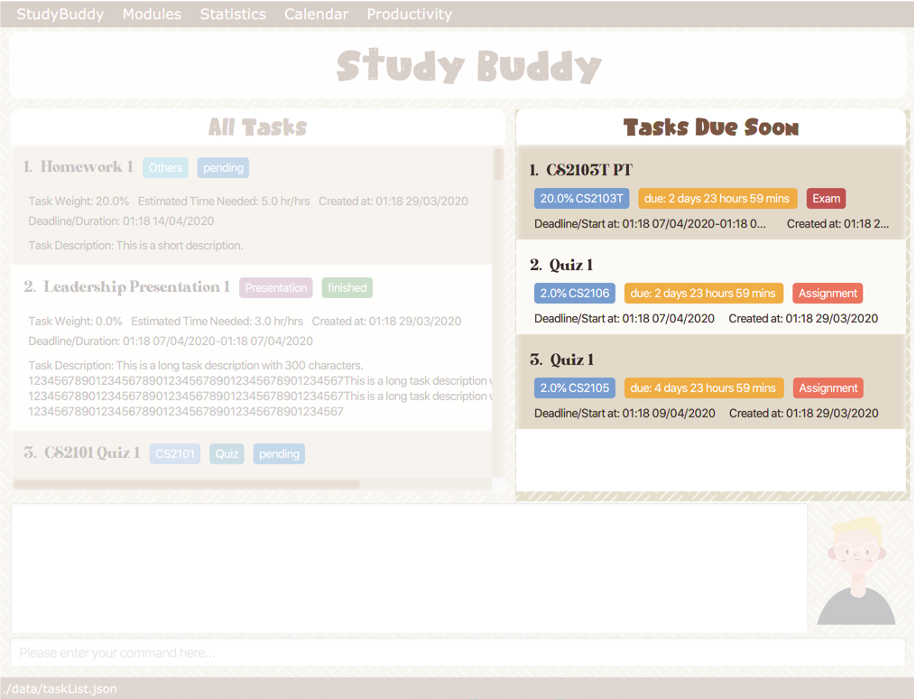 StudyBuddy Modules Statistics Calendar Productivity
Study Buddy
All Tasks
1. Homework 1 Others pending
Task Weight: 20.0% Estimated Time Needed: 5.0 hr/hrs Created at: 01:18 29/03/2020
Deadline/Duration: 01:18 14/04/2020
Task Description: This is a short description.
2. Leadership Presentation 1 Presentation finished
Task Weight: 0.0% Estimated Time Needed: 3.0 hr/hrs Created at: 01:18 29/03/2020
Deadline/Duration: 01:18 07/04/2020-01:18 07/04/2020
Task Description: This is a long task description with 300 characters.
12345678901234567890123456789012345678901234567This is a long task description
12345678901234567890123456789012345678901234567This is a long task description
12345678901234567890123456789012345678901234567
3. CS2101 Quiz 1 CS2101 Quiz pending
Tasks Due Soon
1. CS2103T PT
20.0% CS2103T due: 2 days 23 hours 59 mins Exam
Deadline/Start at: 01:18 07/04/2020-01:18 0... Created at: 01:18 2...
2. Quiz 1
2.0% CS2106 due: 2 days 23 hours 59 mins Assignment
Deadline/Start at: 01:18 07/04/2020 Created at: 01:18 29/03/2020
3. Quiz 1
2.0% CS2105 due: 4 days 23 hours 59 mins Assignment
Deadline/Start at: 01:18 09/04/2020 Created at: 01:18 29/03/2020
Please enter your command here...
./data/taskList.json